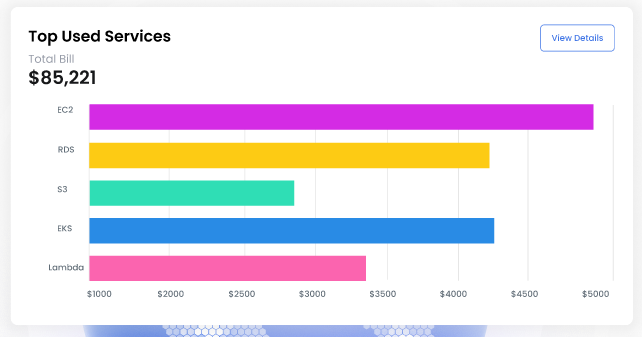 Top Used Services
View Details
Total Bill
$85,221
EC2
RDS
S3
EKS
Lambda
$1000 $2000 $2500 $3000 $3500 $4000 $4500 $5000